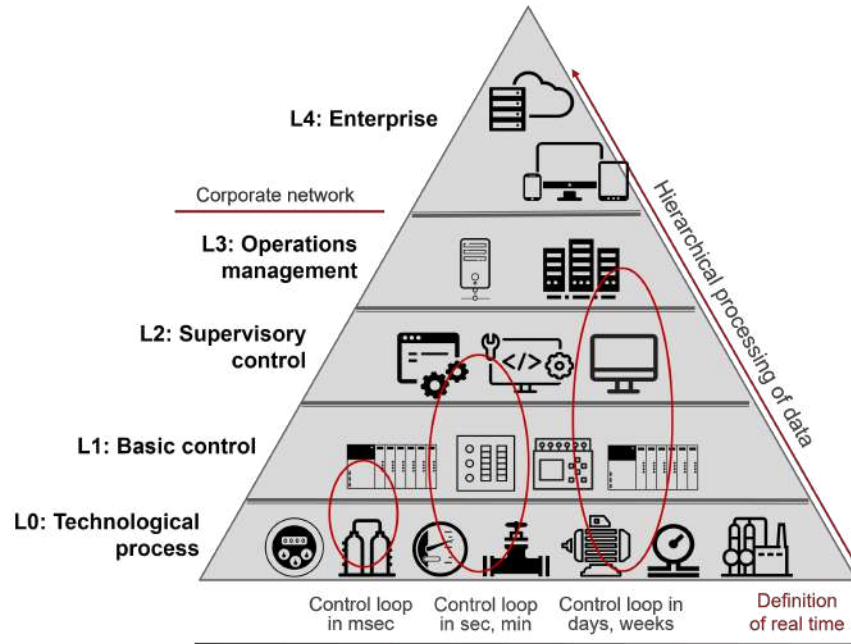 L4: Enterprise
Corporate network
L3: Operations
management
L2: Supervisory
control
L1: Basic control
L0: Technological
process
Hierarchical processing of data
Control loop
in msec
Control loop
in sec, min
Control loop in
days, weeks
Definition
of real time